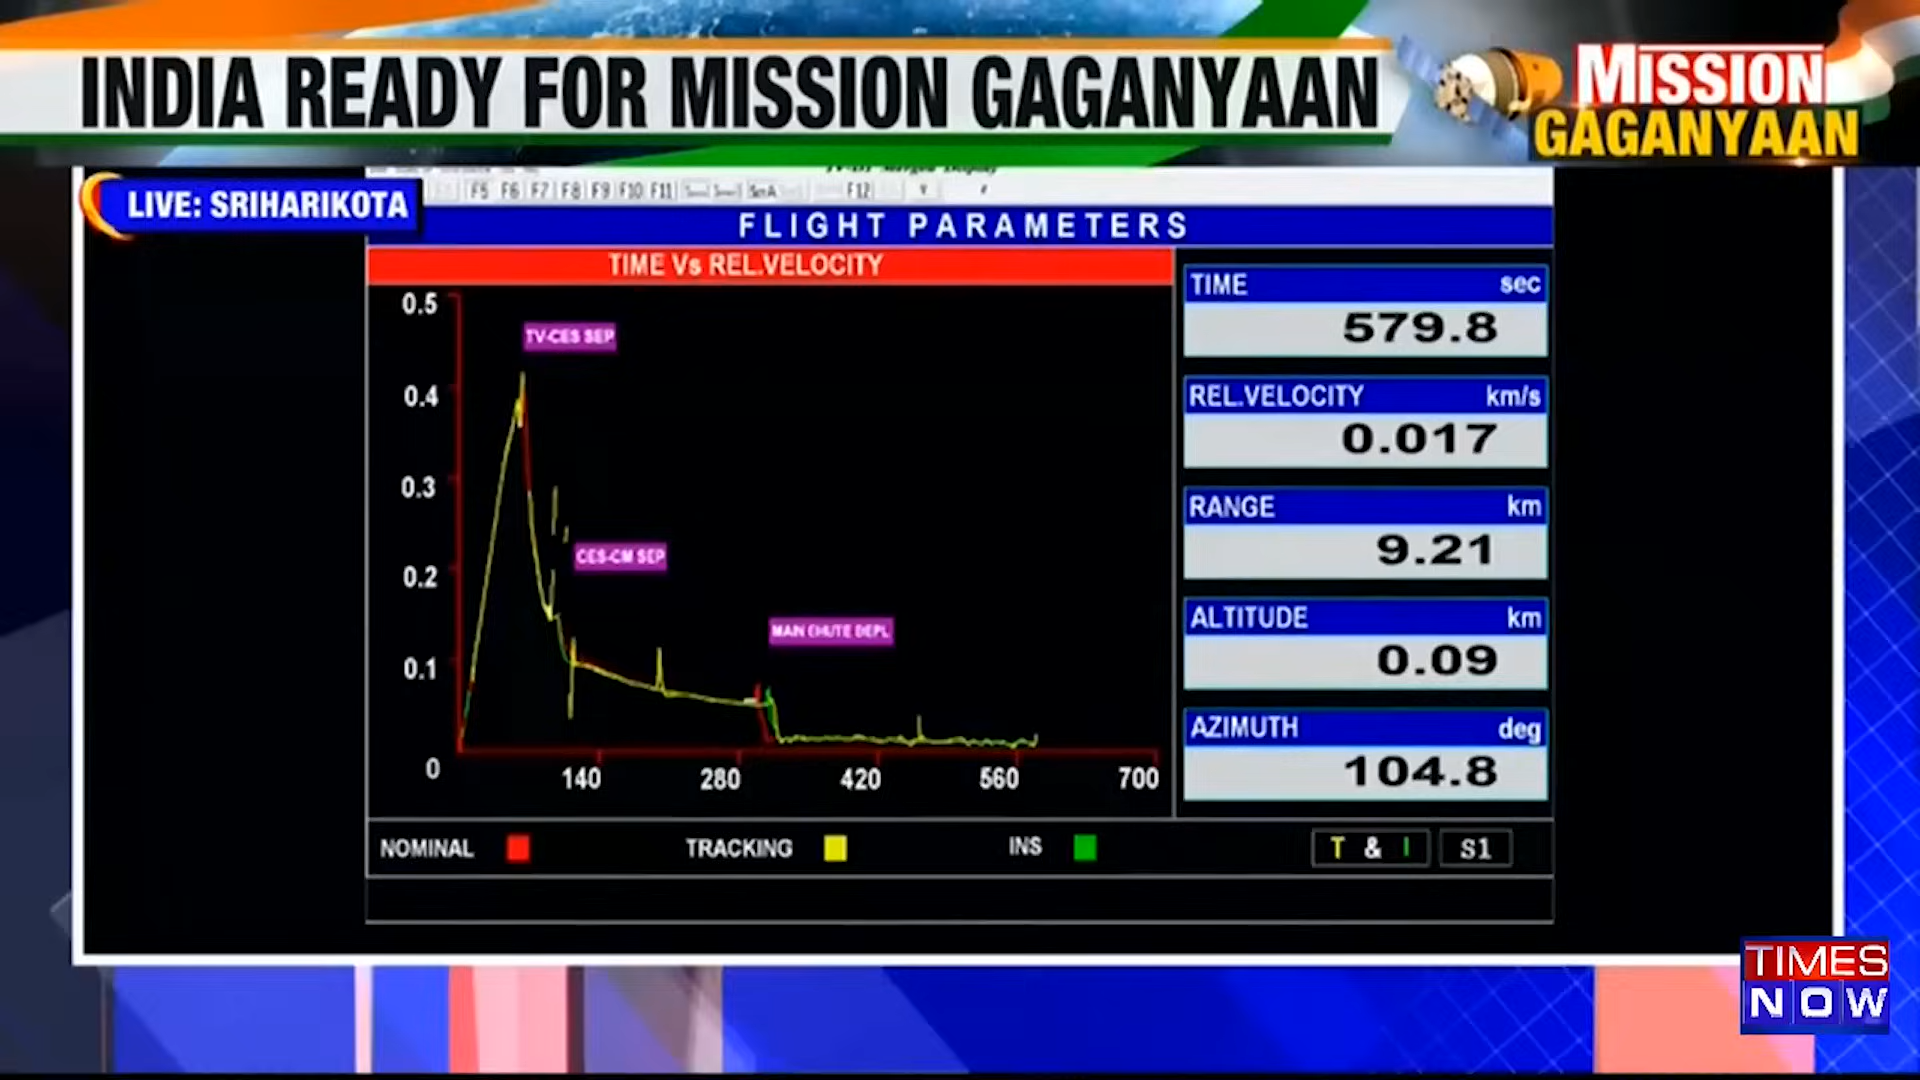 INDIA READY FOR MISSION GAGANYAAN
MISSION
GAGANYAAN
LIVE: SRIHARIKOTA
F5 F6 F7 F8 F9 F10 F11 F12
FLIGHT PARAMETERS
TIME Vs REL.VELOCITY
0.5
0.4
0.3
0.2
0.1
0
140 280 420 560 700
TV-CES SEP
CES-CM SEP
MAIN CHUTE DEPL
TIME sec
579.8
REL.VELOCITY km/s
0.017
RANGE km
9.21
ALTITUDE km
0.09
AZIMUTH deg
104.8
NOMINAL TRACKING INS T & I S1
TIMES
NOW